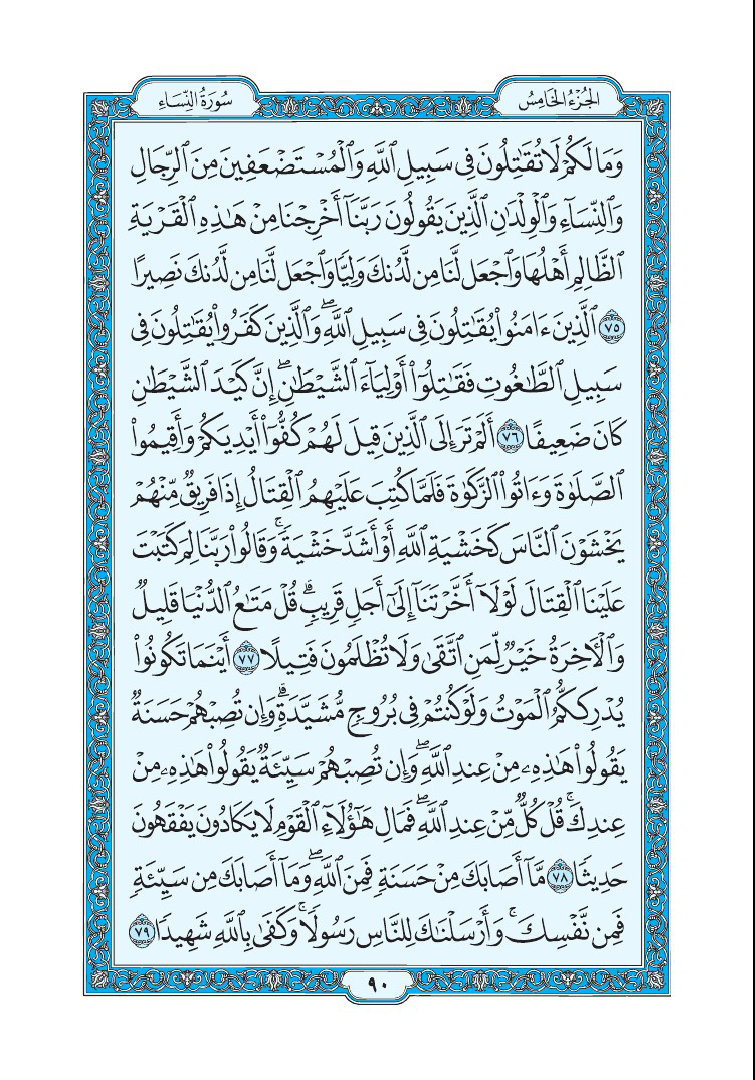 الجُزْءُ الخَامِسُ
سُورَةُ النِّسَاءِ
وَمَا لَكُمْ لَا تُقَٰتِلُونَ فِى سَبِيلِ ٱللَّهِ وَٱلْمُسْتَضْعَفِينَ مِنَ ٱلرِّجَالِ
وَٱلنِّسَآءِ وَٱلْوِلْدَٰنِ ٱلَّذِينَ يَقُولُونَ رَبَّنَآ أَخْرِجْنَا مِنْ هَٰذِهِ ٱلْقَرْيَةِ
ٱلظَّالِمِ أَهْلُهَا وَٱجْعَل لَّنَا مِن لَّدُنكَ وَلِيًّا وَٱجْعَل لَّنَا مِن لَّدُنكَ نَصِيرًا
٧٥ ٱلَّذِينَ ءَامَنُوا۟ يُقَٰتِلُونَ فِى سَبِيلِ ٱللَّهِ ۖ وَٱلَّذِينَ كَفَرُوا۟ يُقَٰتِلُونَ فِى
سَبِيلِ ٱلطَّٰغُوتِ فَقَٰتِلُوٓا۟ أَوْلِيَآءَ ٱلشَّيْطَٰنِ ۖ إِنَّ كَيْدَ ٱلشَّيْطَٰنِ
كَانَ ضَعِيفًا ٧٦ أَلَمْ تَرَ إِلَى ٱلَّذِينَ قِيلَ لَهُمْ كُفُّوٓا۟ أَيْدِيَكُمْ وَأَقِيمُوا۟
ٱلصَّلَوٰةَ وَءَاتُوا۟ ٱلزَّكَوٰةَ فَلَمَّا كُتِبَ عَلَيْهِمُ ٱلْقِتَالُ إِذَا فَرِيقٌ مِّنْهُمْ
يَخْشَوْنَ ٱلنَّاسَ كَخَشْيَةِ ٱللَّهِ أَوْ أَشَدَّ خَشْيَةً ۚ وَقَالُوا۟ رَبَّنَا لِمَ كَتَبْتَ
عَلَيْنَا ٱلْقِتَالَ لَوْلَآ أَخَّرْتَنَآ إِلَىٰٓ أَجَلٍ قَرِيبٍ ۗ قُلْ مَتَٰعُ ٱلدُّنْيَا قَلِيلٌ
وَٱلْءَاخِرَةُ خَيْرٌ لِّمَنِ ٱتَّقَىٰ وَلَا تُظْلَمُونَ فَتِيلًا ٧٧ أَيْنَمَا تَكُونُوا۟
يُدْرِككُّمُ ٱلْمَوْتُ وَلَوْ كُنتُمْ فِى بُرُوجٍ مُّشَيَّدَةٍ ۗ وَإِن تُصِبْهُمْ حَسَنَةٌ
يَقُولُوا۟ هَٰذِهِۦ مِنْ عِندِ ٱللَّهِ ۖ وَإِن تُصِبْهُمْ سَيِّئَةٌ يَقُولُوا۟ هَٰذِهِۦ مِنْ
عِندِكَ ۚ قُلْ كُلٌّ مِّنْ عِندِ ٱللَّهِ ۖ فَمَالِ هَٰٓؤُلَآءِ ٱلْقَوْمِ لَا يَكَادُونَ يَفْقَهُونَ
حَدِيثًا ٧٨ مَّآ أَصَابَكَ مِنْ حَسَنَةٍ فَمِنَ ٱللَّهِ ۖ وَمَآ أَصَابَكَ مِن سَيِّئَةٍ
فَمِن نَّفْسِكَ ۚ وَأَرْسَلْنَٰكَ لِلنَّاسِ رَسُولًا ۚ وَكَفَىٰ بِٱللَّهِ شَهِيدًا ٧٩
٩٠